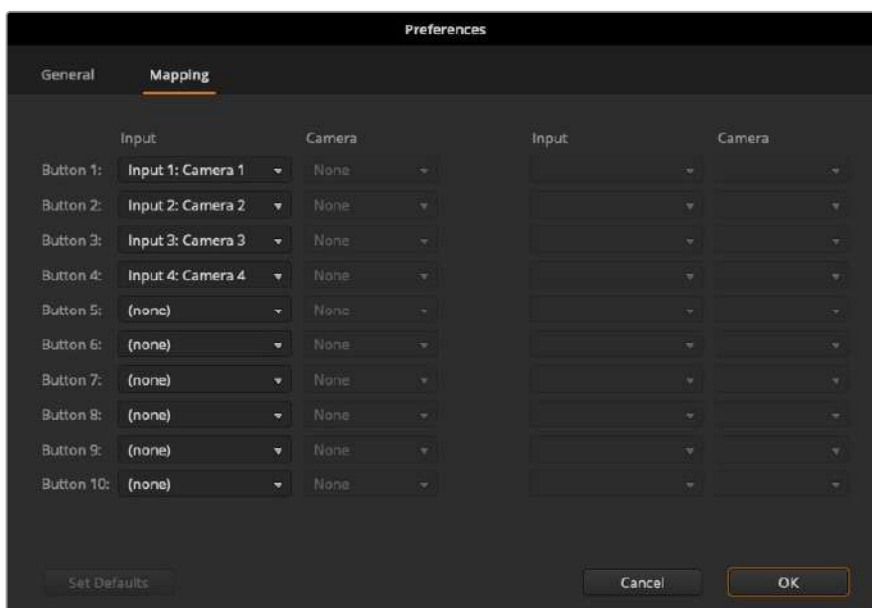 Preferences
General Mapping
Input Camera Input Camera
Button 1: Input 1: Camera 1 None
Button 2: Input 2: Camera 2 None
Button 3: Input 3: Camera 3 None
Button 4: Input 4: Camera 4 None
Button 5: (none) None
Button 6: (none) None
Button 7: (none) None
Button 8: (none) None
Button 9: (none) None
Button 10: (none) None
Set Defaults Cancel OK